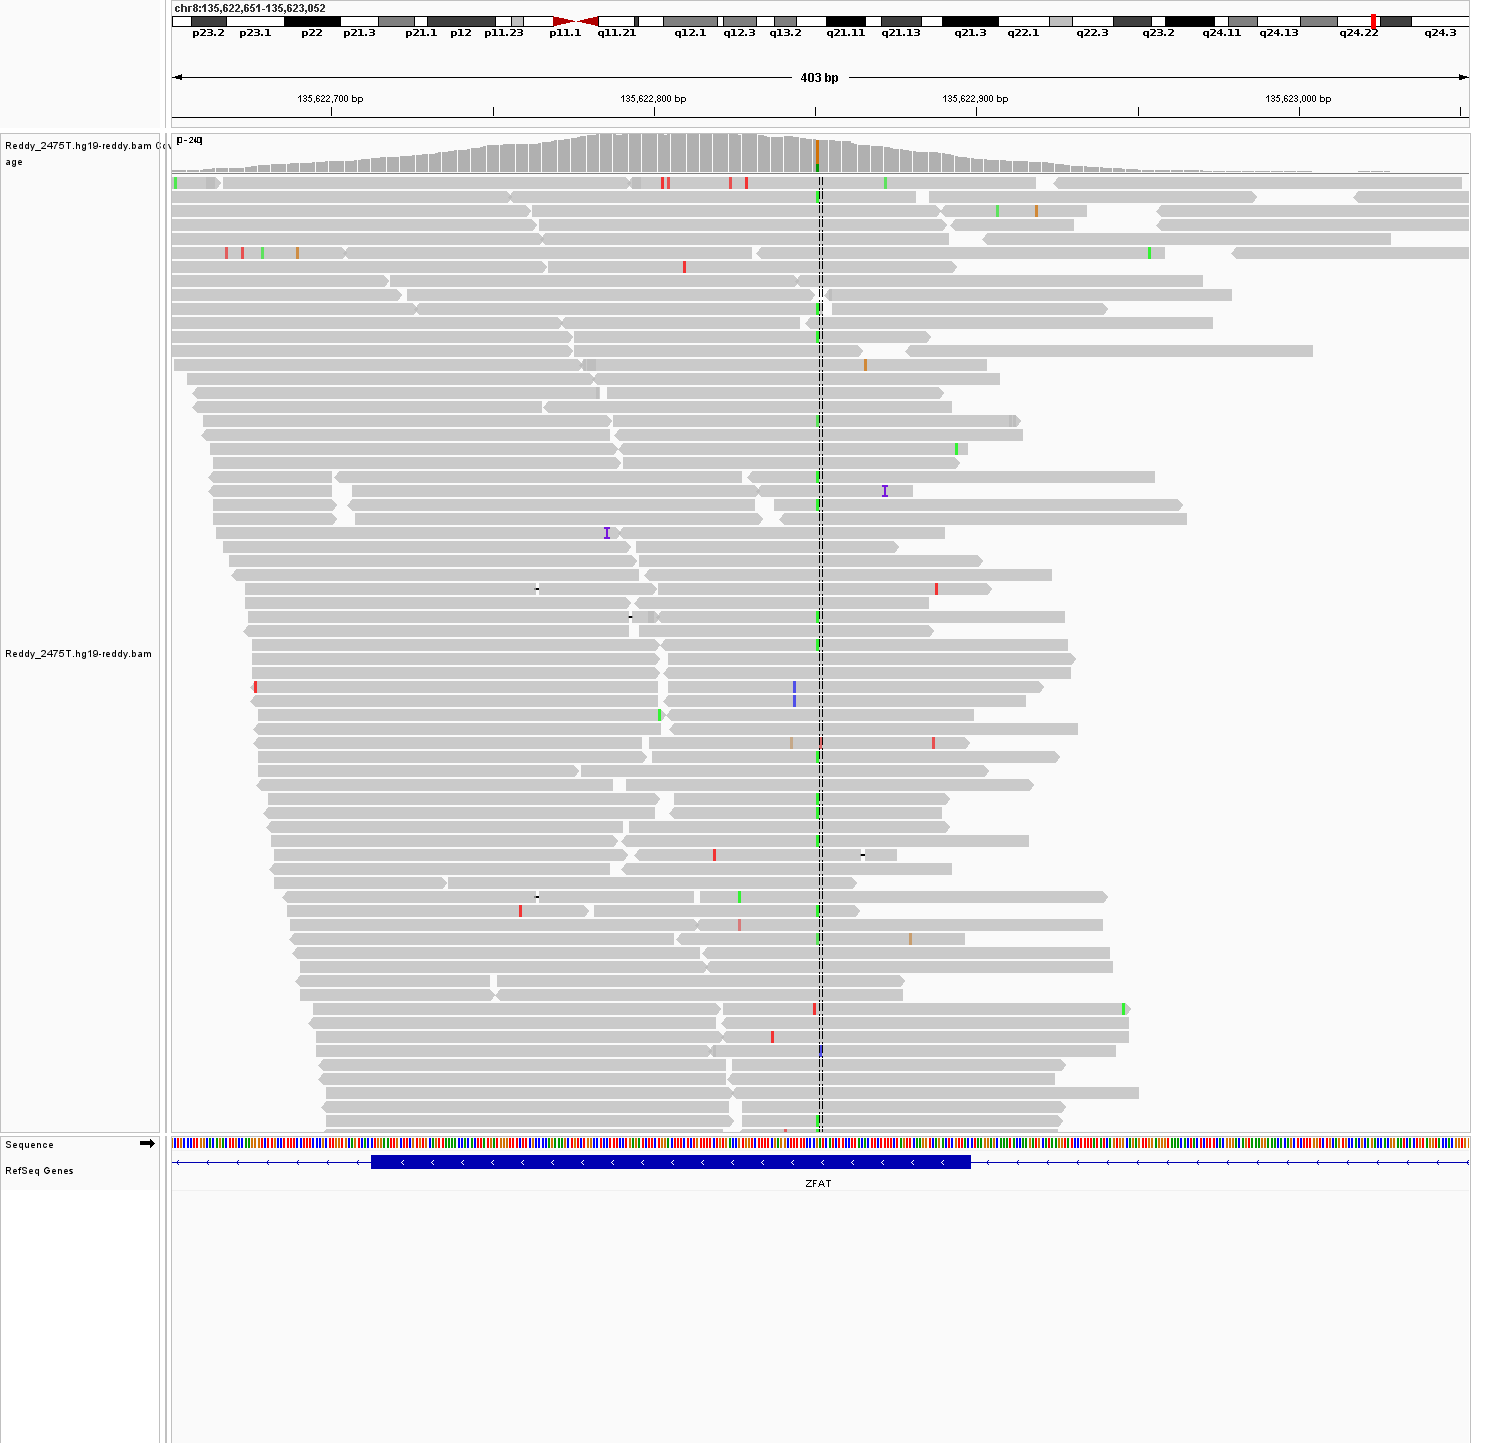 chr8:135,622,651-135,623,052
p23.2 p23.1 p22 p21.3 p21.1 p12 p11.23 p11.1 q11.21 q12.1 q12.3 q13.2 q21.11 q21.13 q21.3 q22.1 q22.3 q23.2 q24.11 q24.13 q24.22 q24.3
403 bp
135,622,700 bp 135,622,800 bp 135,622,900 bp 135,623,000 bp
Reddy_2475T.hg19-reddy.bam Cov
age
[0 - 240]
Reddy_2475T.hg19-reddy.bam
Sequence
RefSeq Genes
ZFAT